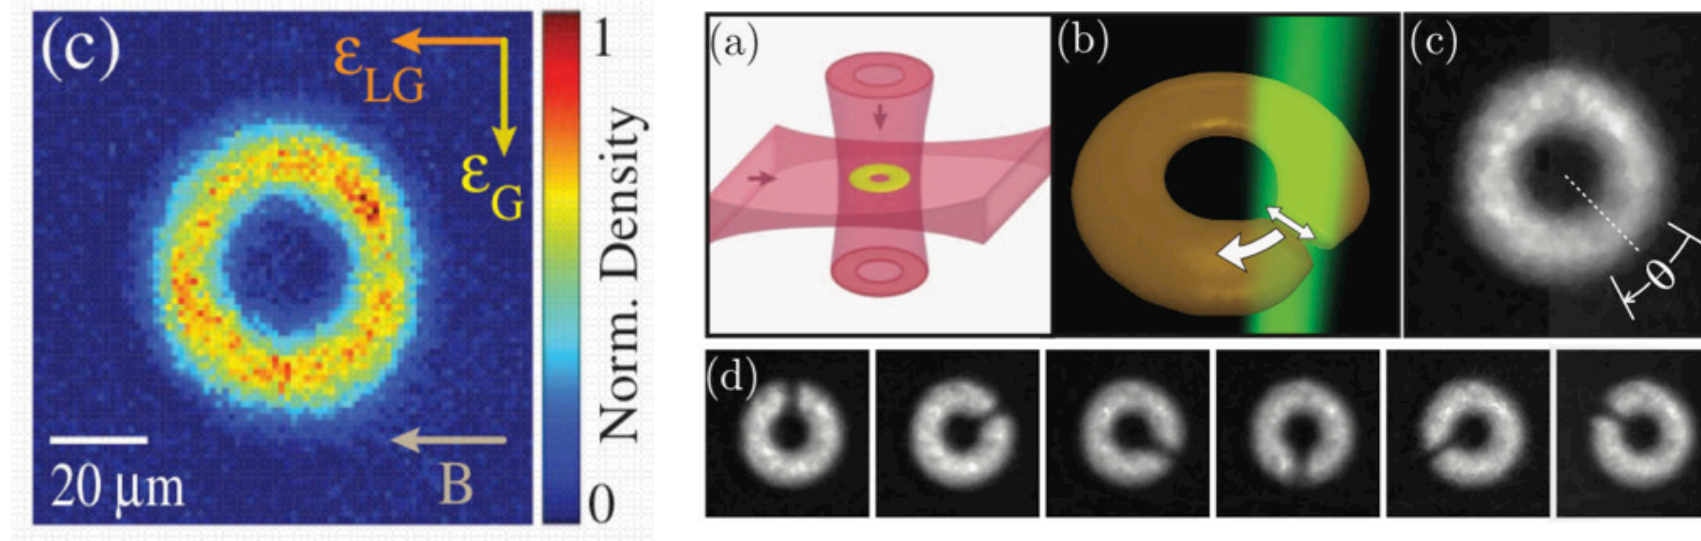 (c)
ε_LG
ε_G
B
20 μm
1
0
Norm. Density
(a)
(b)
(c)
θ
(d)